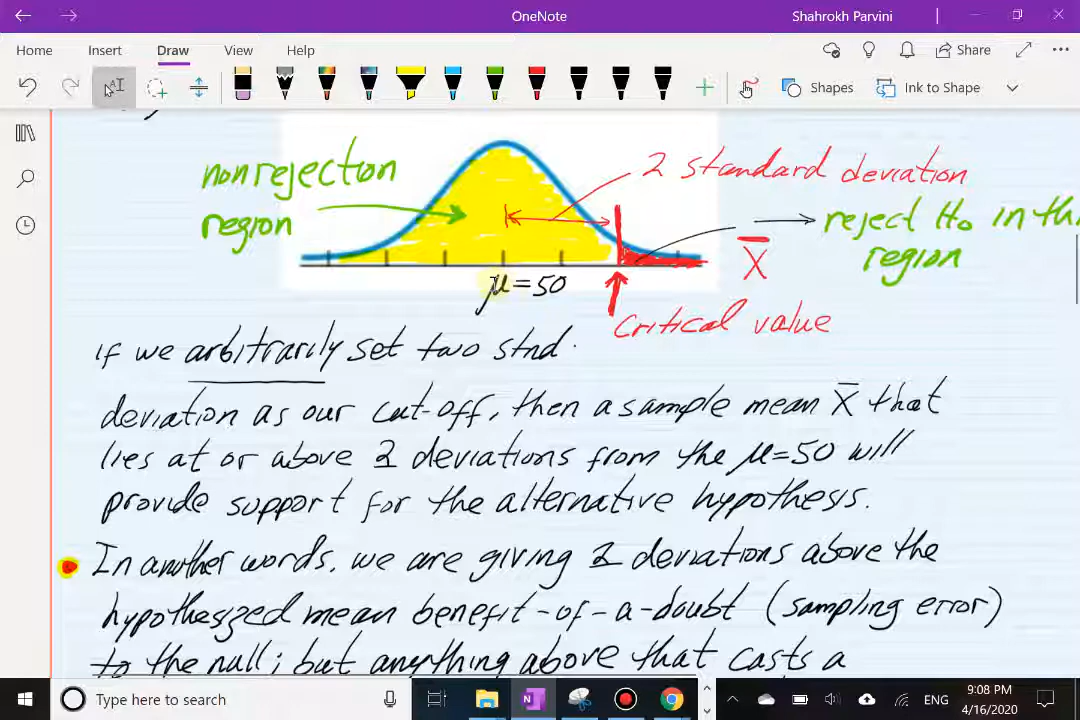 OneNote
Shahrokh Parvini
Home Insert Draw View Help
Share
Shapes
Ink to Shape
nonrejection
region
2 standard deviation
reject Ho in th
region
X̄
μ=50
Critical value
If we arbitrarily set two stnd.
deviation as our cut-off, then a sample mean X̄ that
lies at or above 2 deviations from the μ=50 will
provide support for the alternative hypothesis.
In another words, we are giving 2 deviations above the
hypothesized mean benefit-of-a-doubt (sampling error)
to the null; but anything above that casts a
Type here to search
ENG
9:08 PM
4/16/2020